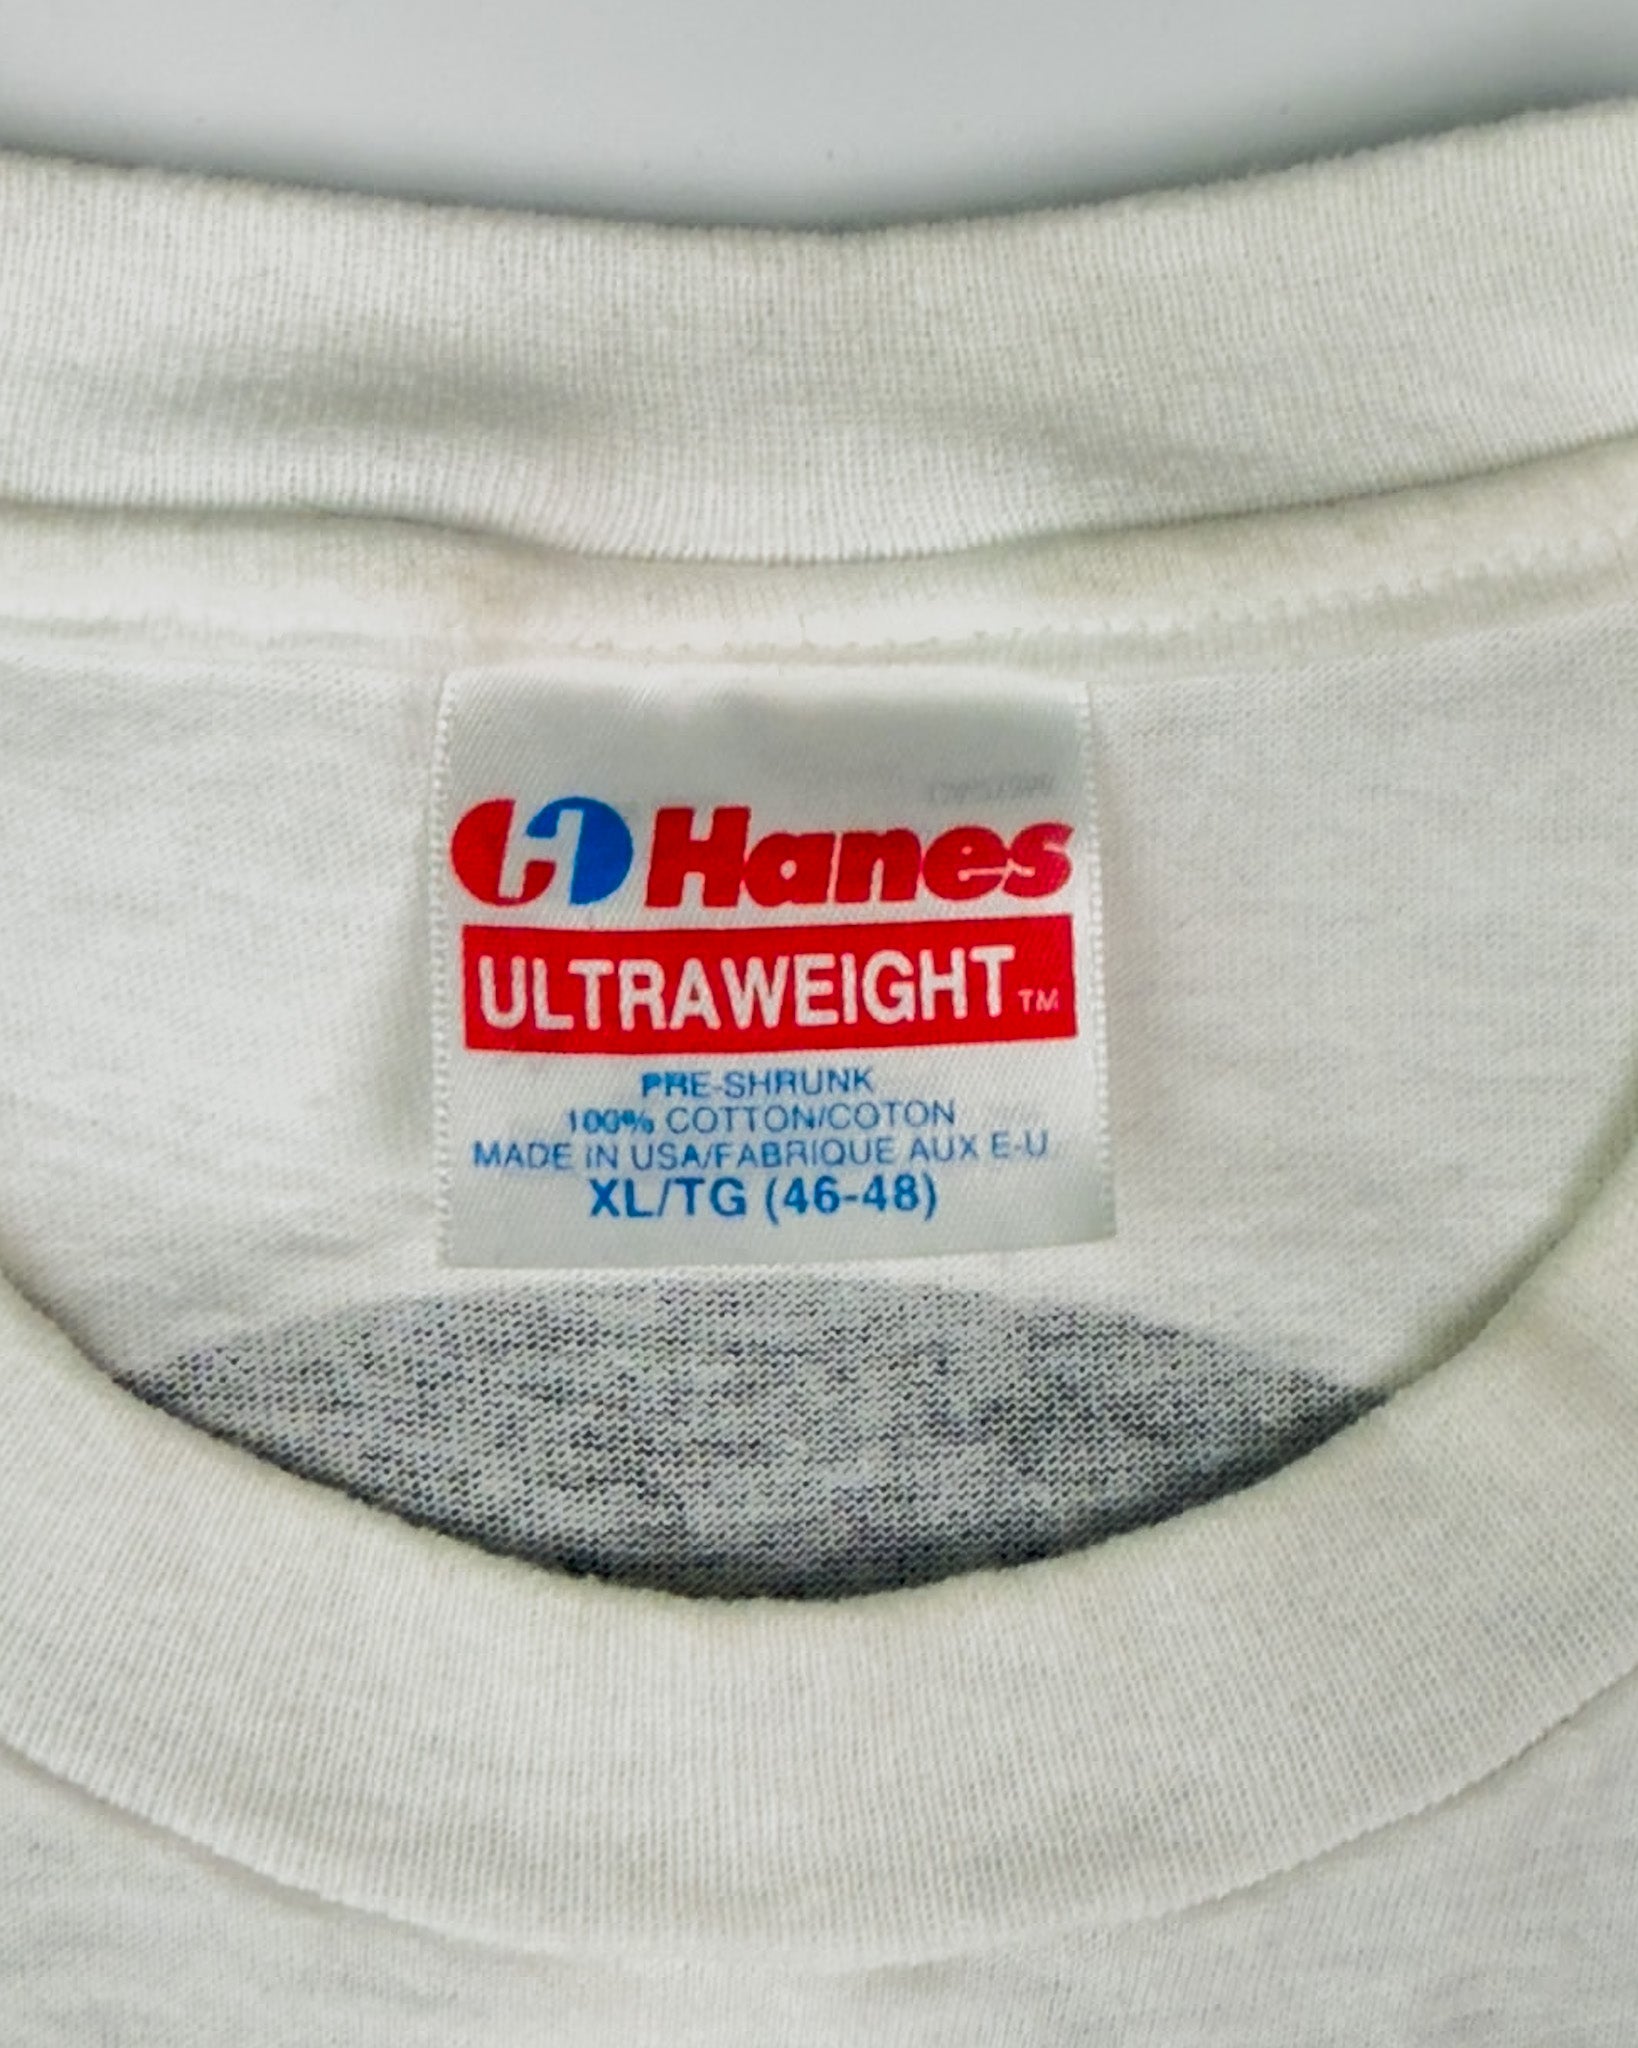 Hanes
ULTRAWEIGHT™
PRE-SHRUNK
100% COTTON/COTON
MADE IN USA/FABRIQUE AUX E-U
XL/TG (46-48)